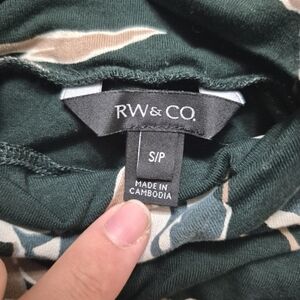 RW & CO.
S/P
MADE IN
CAMBODIA